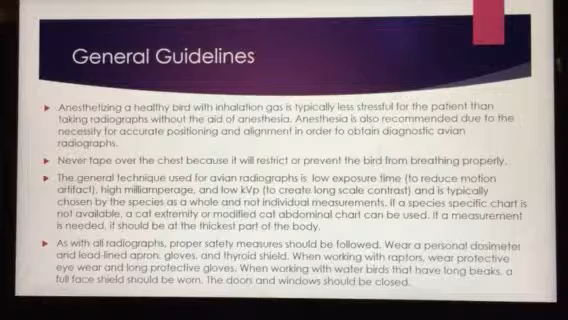 General Guidelines
Anesthetizing a healthy bird with inhalation gas is typically less stressful for the patient than
taking radiographs without the aid of anesthesia. Anesthesia is also recommended due to the
necessity for accurate positioning and alignment in order to obtain diagnostic avian
radiographs.
Never tape over the chest because it will restrict or prevent the bird from breathing properly.
The general technique used for avian radiographs is low exposure time (to reduce motion
artifact), high milliamperage, and low kVp (to create long scale contrast) and is typically
chosen by the species as a whole and not individual measurements. If a species specific chart is
not available, a cat extremity or modified cat abdominal chart can be used. If a measurement
is needed, it should be at the thickest part of the body.
As with all radiographs, proper safety measures should be followed. Wear a personal dosimeter
and lead-lined apron, gloves, and thyroid shield. When working with raptors, wear protective
eye wear and long protective gloves. When working with water birds that have long beaks, a
full face shield should be worn. The doors and windows should be closed.